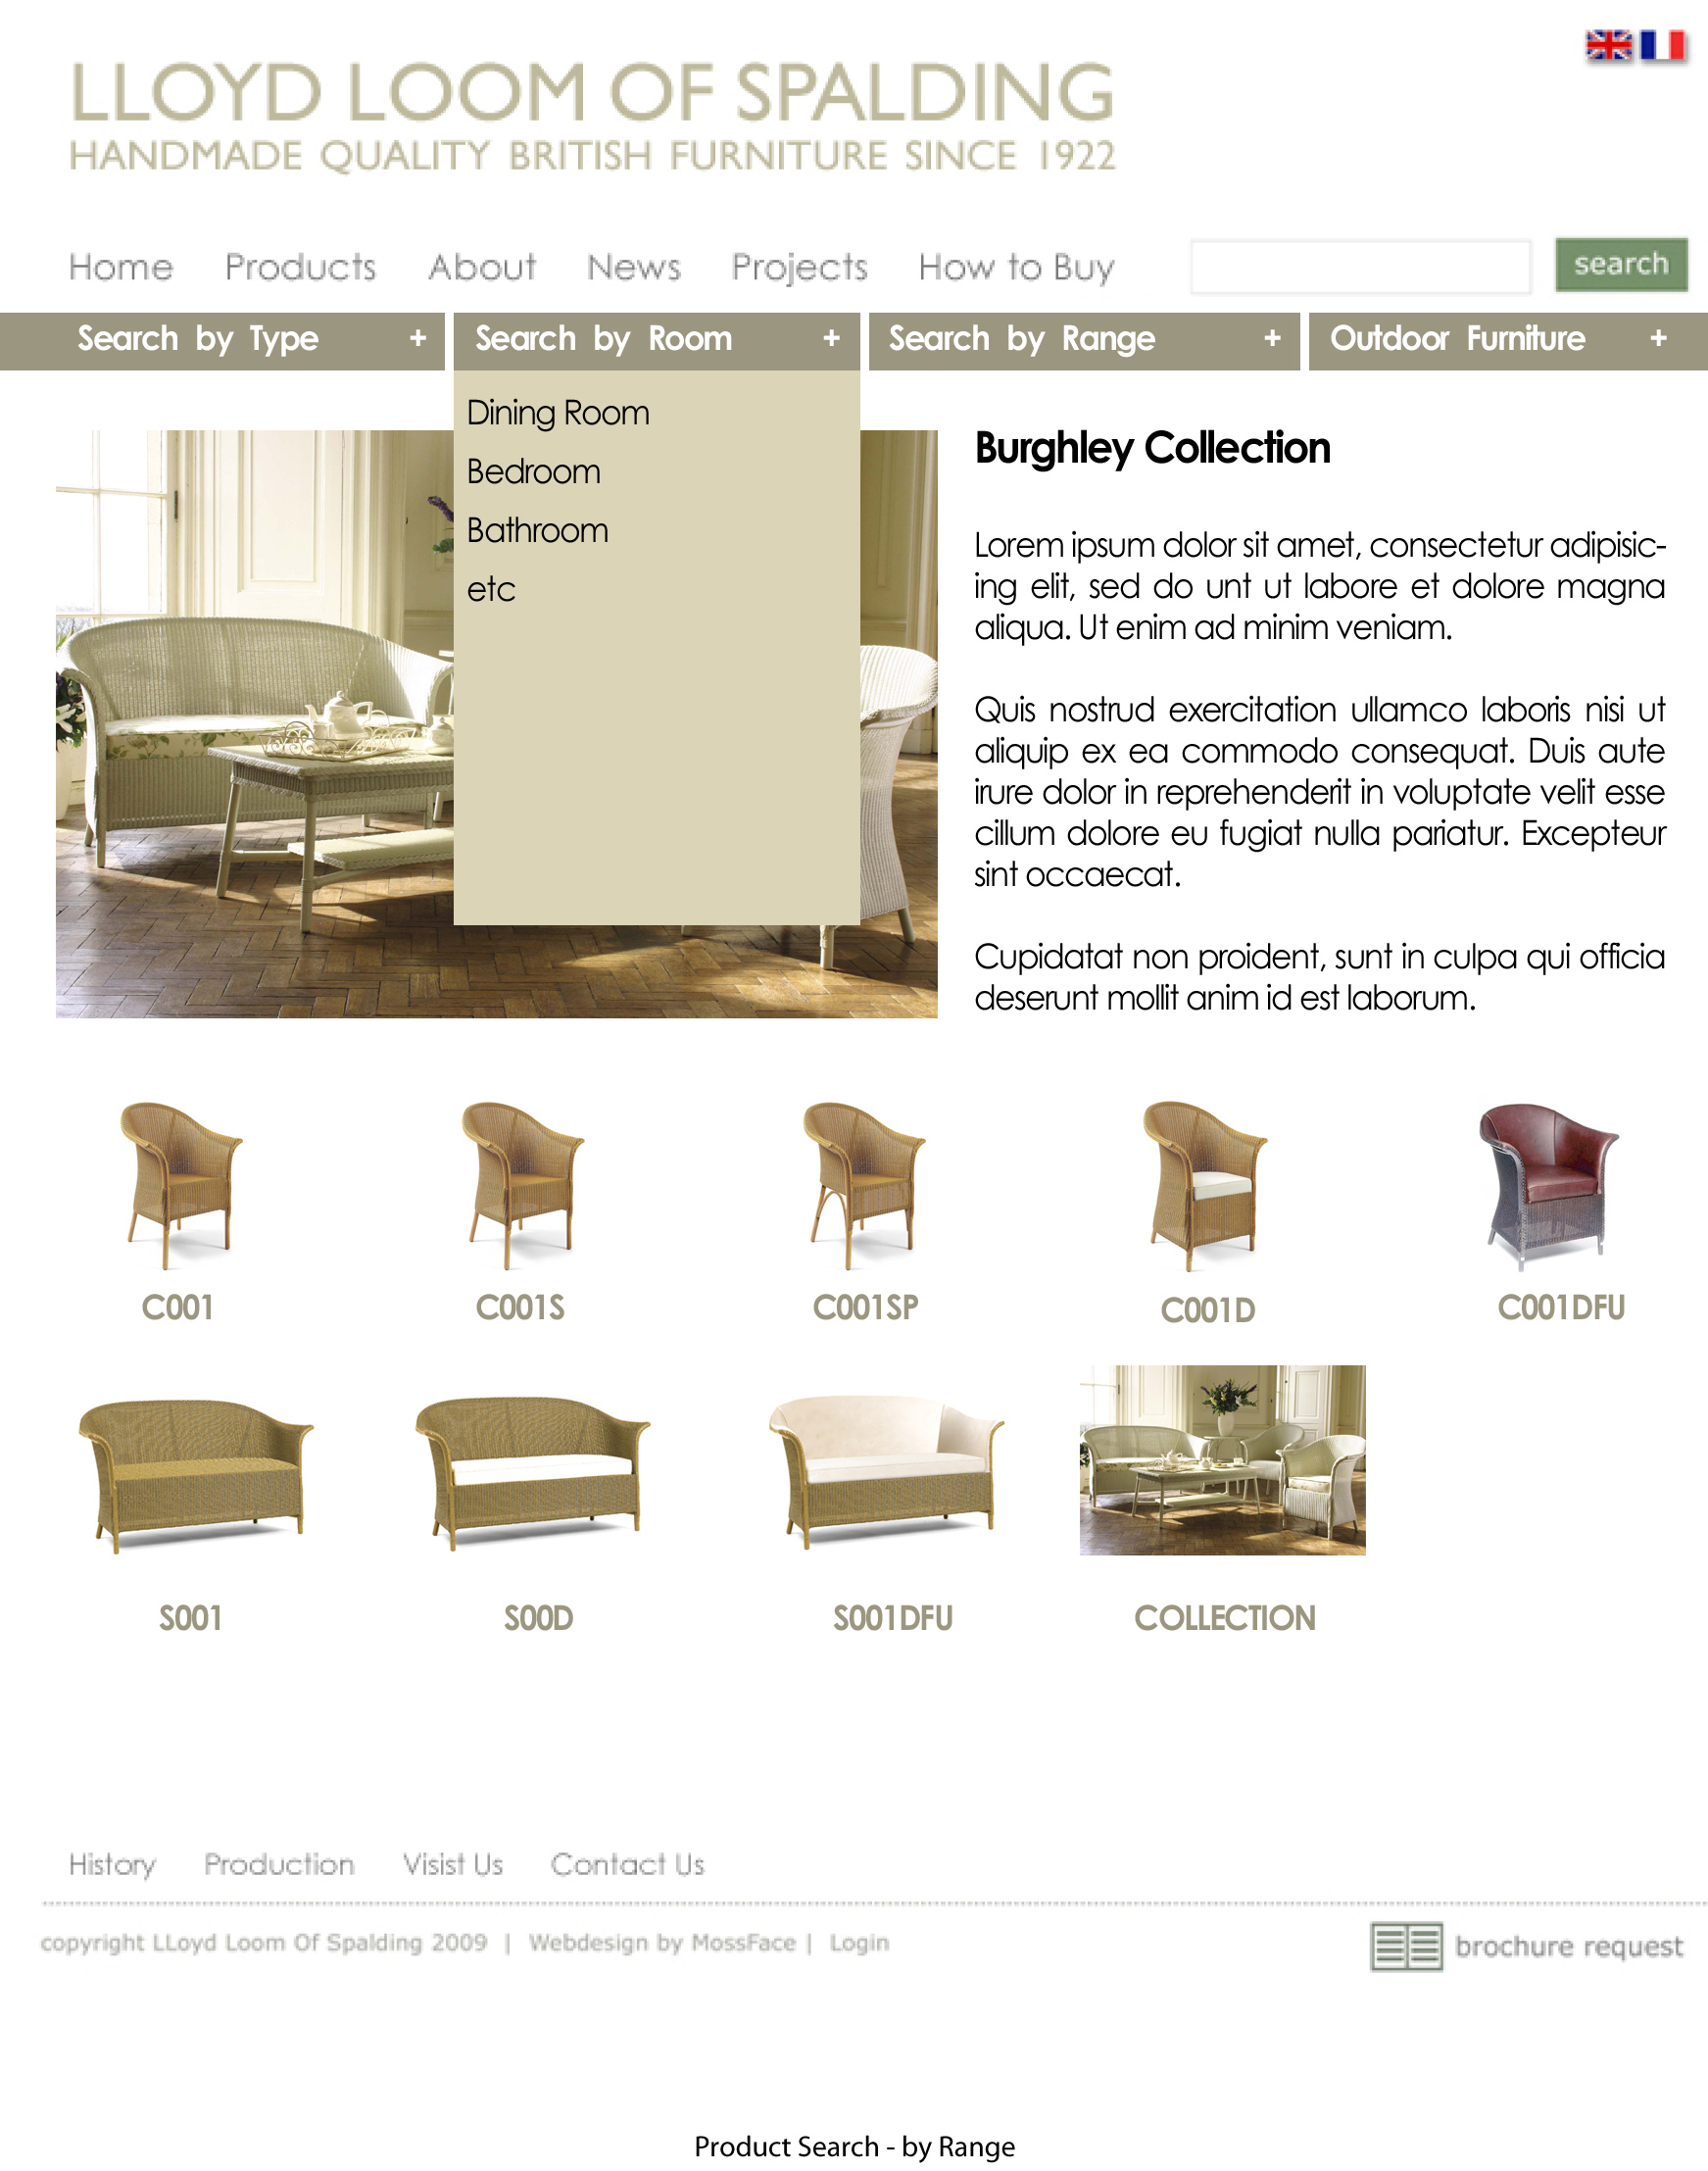 LLOYD LOOM OF SPALDING
HANDMADE QUALITY BRITISH FURNITURE SINCE 1922
Home Products About News Projects How to Buy search
Search by Type + Search by Room + Search by Range + Outdoor Furniture +
Dining Room
Bedroom
Bathroom
etc
Burghley Collection
Lorem ipsum dolor sit amet, consectetur adipisic-
ing elit, sed do unt ut labore et dolore magna
aliqua. Ut enim ad minim veniam.
Quis nostrud exercitation ullamco laboris nisi ut
aliquip ex ea commodo consequat. Duis aute
irure dolor in reprehenderit in voluptate velit esse
cillum dolore eu fugiat nulla pariatur. Excepteur
sint occaecat.
Cupidatat non proident, sunt in culpa qui officia
deserunt mollit anim id est laborum.
C001 C001S C001SP C001D C001DFU
S001 S00D S001DFU COLLECTION
History Production Visist Us Contact Us
copyright LLoyd Loom Of Spalding 2009 | Webdesign by MossFace | Login
brochure request
Product Search - by Range